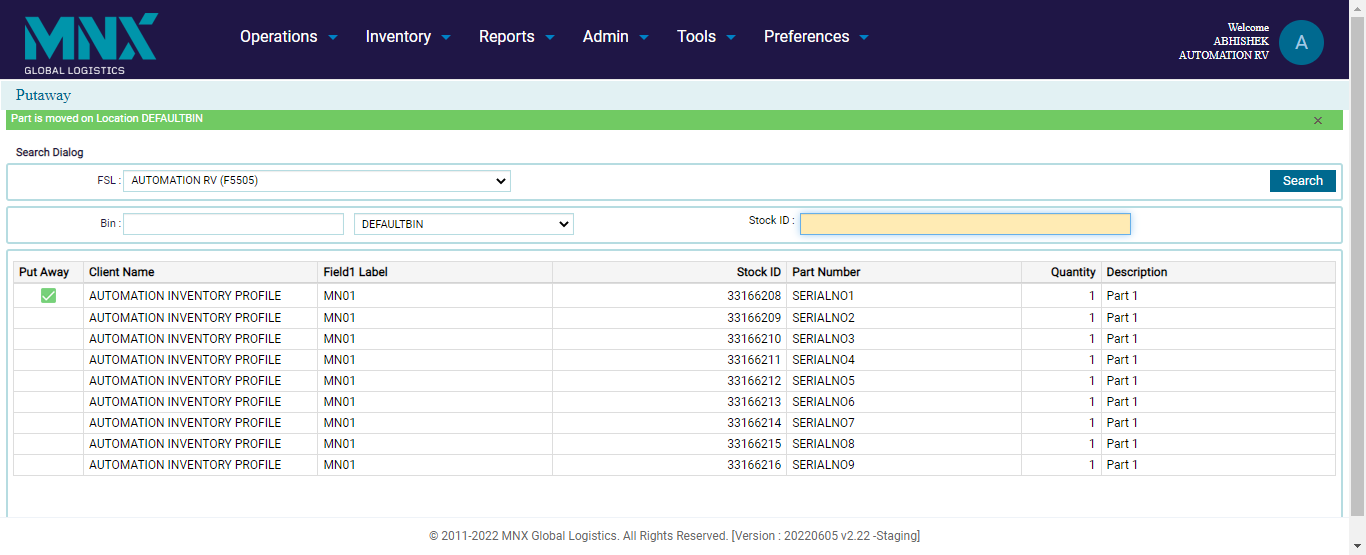 MNX
GLOBAL LOGISTICS
Operations Inventory Reports Admin Tools Preferences
Welcome
ABHISHEK
AUTOMATION RV
A
Putaway
Part is moved on Location DEFAULTBIN ×
Search Dialog
FSL : AUTOMATION RV (F5505) Search
Bin : DEFAULTBIN Stock ID :
Put Away Client Name Field1 Label Stock ID Part Number Quantity Description
AUTOMATION INVENTORY PROFILE MN01 33166208 SERIALNO1 1 Part 1
AUTOMATION INVENTORY PROFILE MN01 33166209 SERIALNO2 1 Part 1
AUTOMATION INVENTORY PROFILE MN01 33166210 SERIALNO3 1 Part 1
AUTOMATION INVENTORY PROFILE MN01 33166211 SERIALNO4 1 Part 1
AUTOMATION INVENTORY PROFILE MN01 33166212 SERIALNO5 1 Part 1
AUTOMATION INVENTORY PROFILE MN01 33166213 SERIALNO6 1 Part 1
AUTOMATION INVENTORY PROFILE MN01 33166214 SERIALNO7 1 Part 1
AUTOMATION INVENTORY PROFILE MN01 33166215 SERIALNO8 1 Part 1
AUTOMATION INVENTORY PROFILE MN01 33166216 SERIALNO9 1 Part 1
© 2011-2022 MNX Global Logistics. All Rights Reserved. [Version : 20220605 v2.22 -Staging]